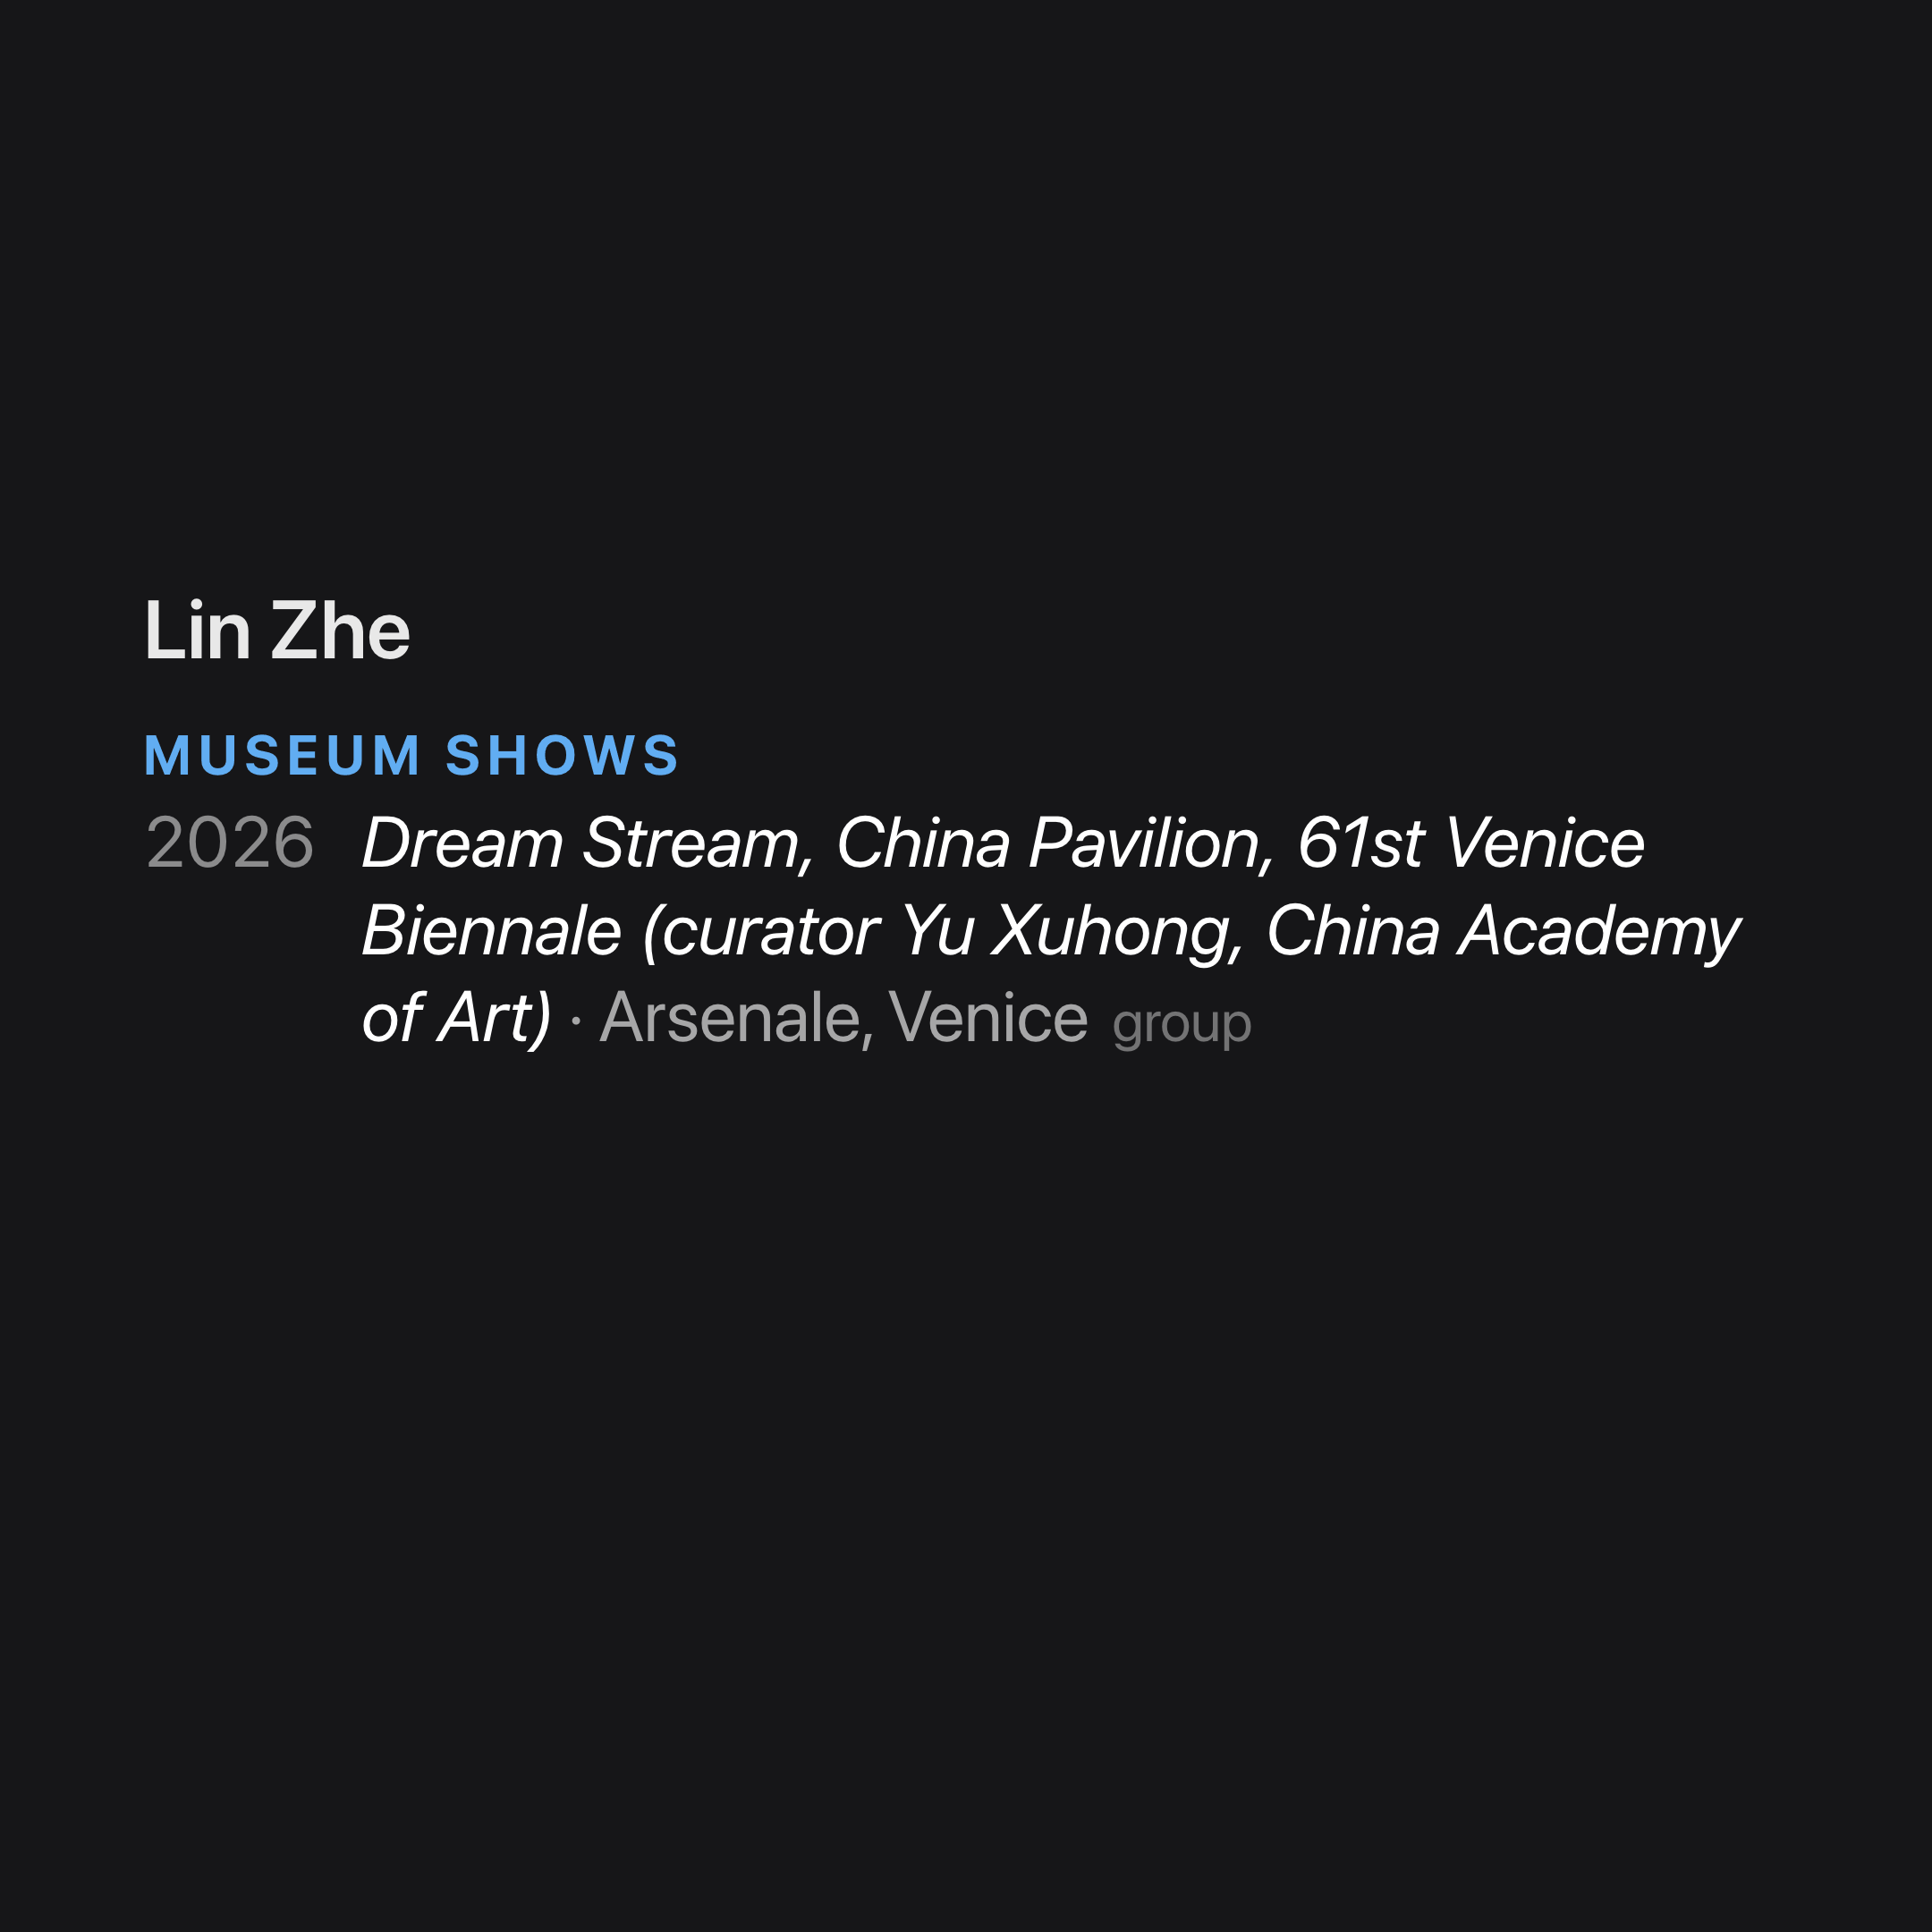 Lin Zhe
MUSEUM SHOWS
2026 Dream Stream, China Pavilion, 61st Venice
Biennale (curator Yu Xuhong, China Academy
of Art) · Arsenale, Venice group